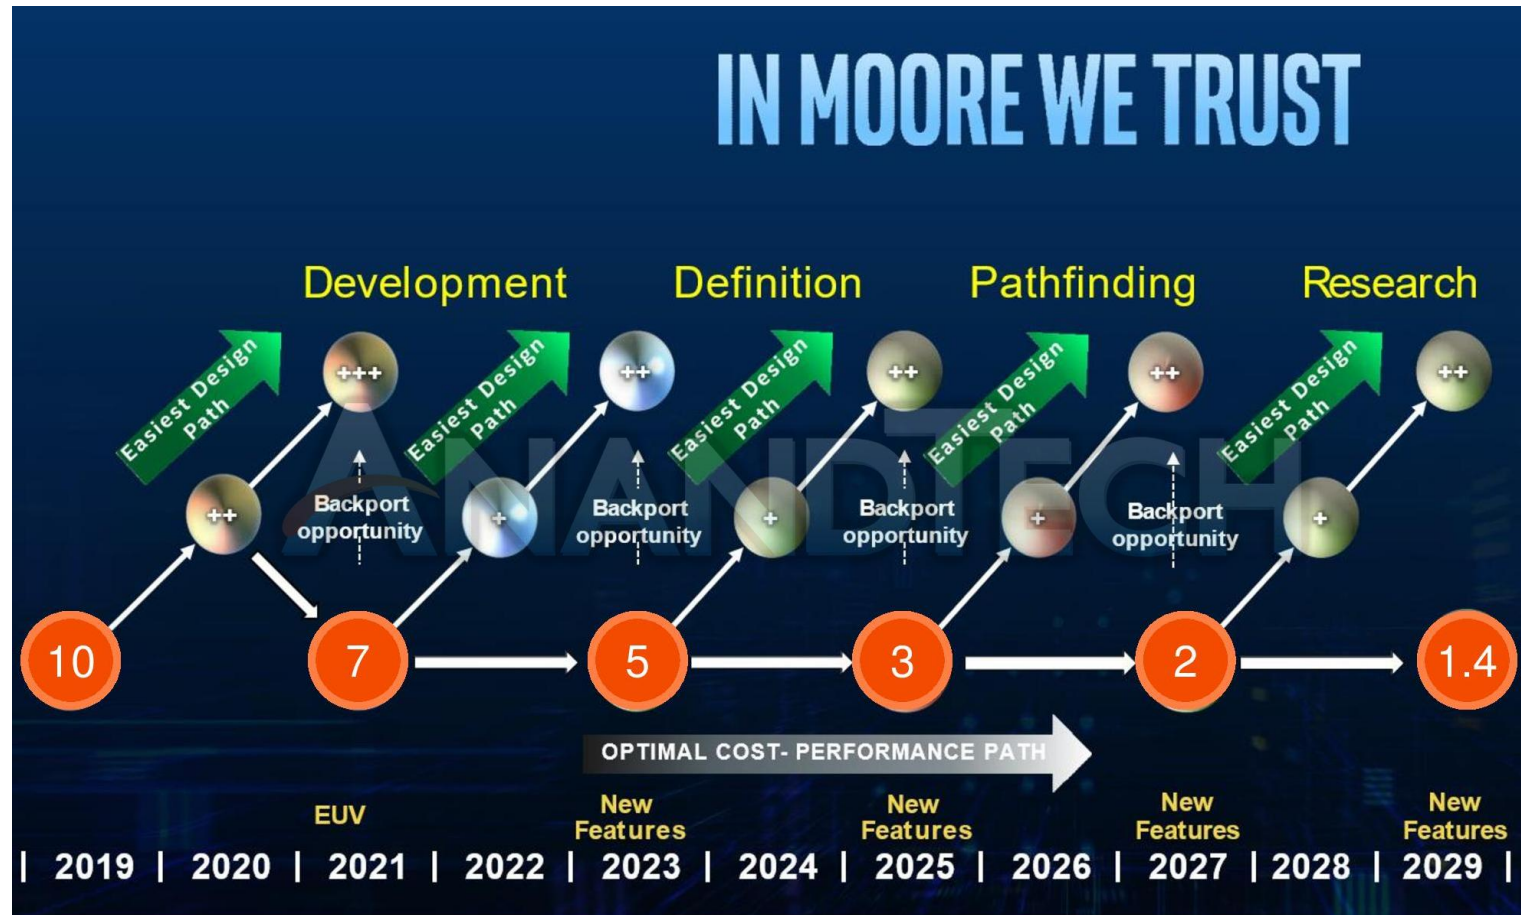 IN MOORE WE TRUST
Development
Definition
Pathfinding
Research
Easiest Design
Path
+++
Easiest Design
Path
++
Easiest Design
Path
++
Easiest Design
Path
++
Easiest Design
Path
++
ANANDTECH
++
Backport
opportunity
+
Backport
opportunity
+
Backport
opportunity
+
Backport
opportunity
+
10
7
5
3
2
1.4
OPTIMAL COST- PERFORMANCE PATH
EUV
New
Features
New
Features
New
Features
New
Features
| 2019 | 2020 | 2021 | 2022 | 2023 | 2024 | 2025 | 2026 | 2027 | 2028 | 2029 |